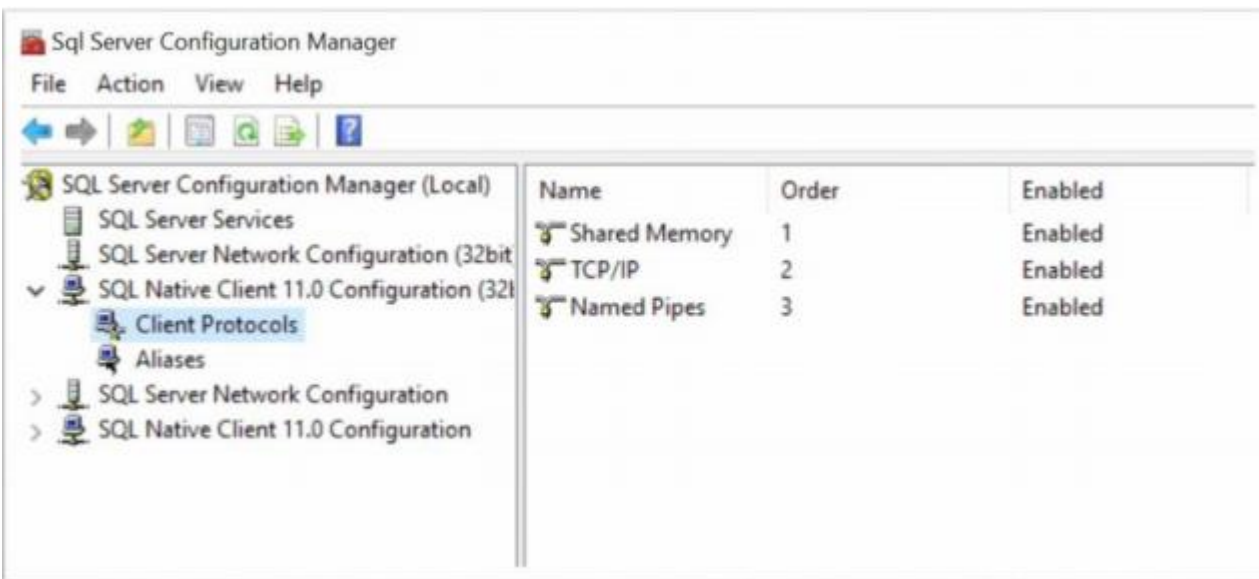 Sql Server Configuration Manager
File Action View Help
SQL Server Configuration Manager (Local)
SQL Server Services
SQL Server Network Configuration (32bit
SQL Native Client 11.0 Configuration (32b
Client Protocols
Aliases
SQL Server Network Configuration
SQL Native Client 11.0 Configuration
Name Order Enabled
Shared Memory 1 Enabled
TCP/IP 2 Enabled
Named Pipes 3 Enabled